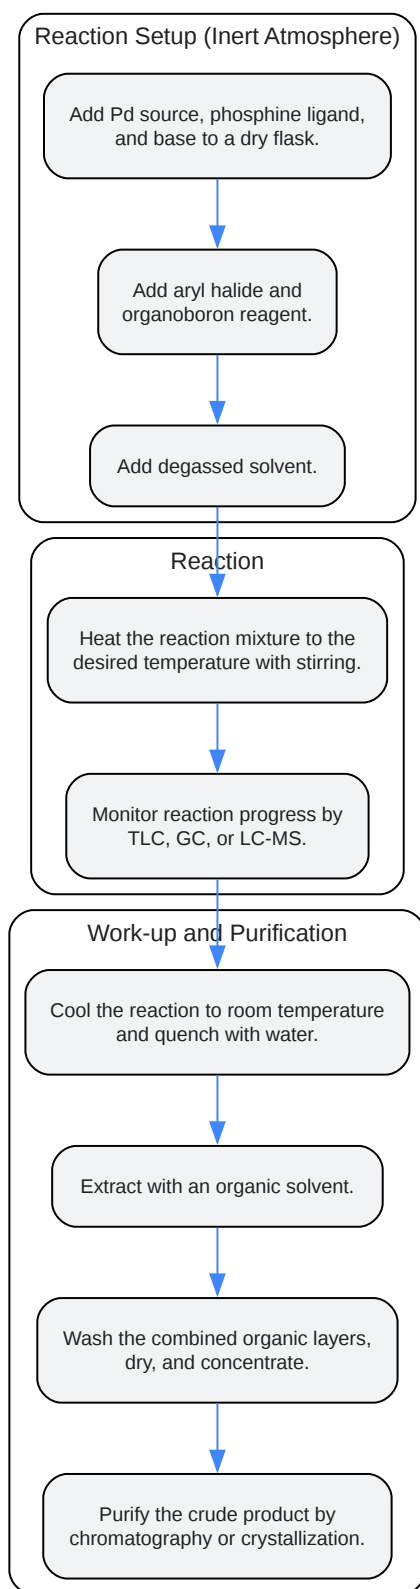 Reaction Setup (Inert Atmosphere)
Add Pd source, phosphine ligand,
and base to a dry flask.
Add aryl halide and
organoboron reagent.
Add degassed solvent.
Reaction
Heat the reaction mixture to the
desired temperature with stirring.
Monitor reaction progress by
TLC, GC, or LC-MS.
Work-up and Purification
Cool the reaction to room temperature
and quench with water.
Extract with an organic solvent.
Wash the combined organic layers,
dry, and concentrate.
Purify the crude product by
chromatography or crystallization.